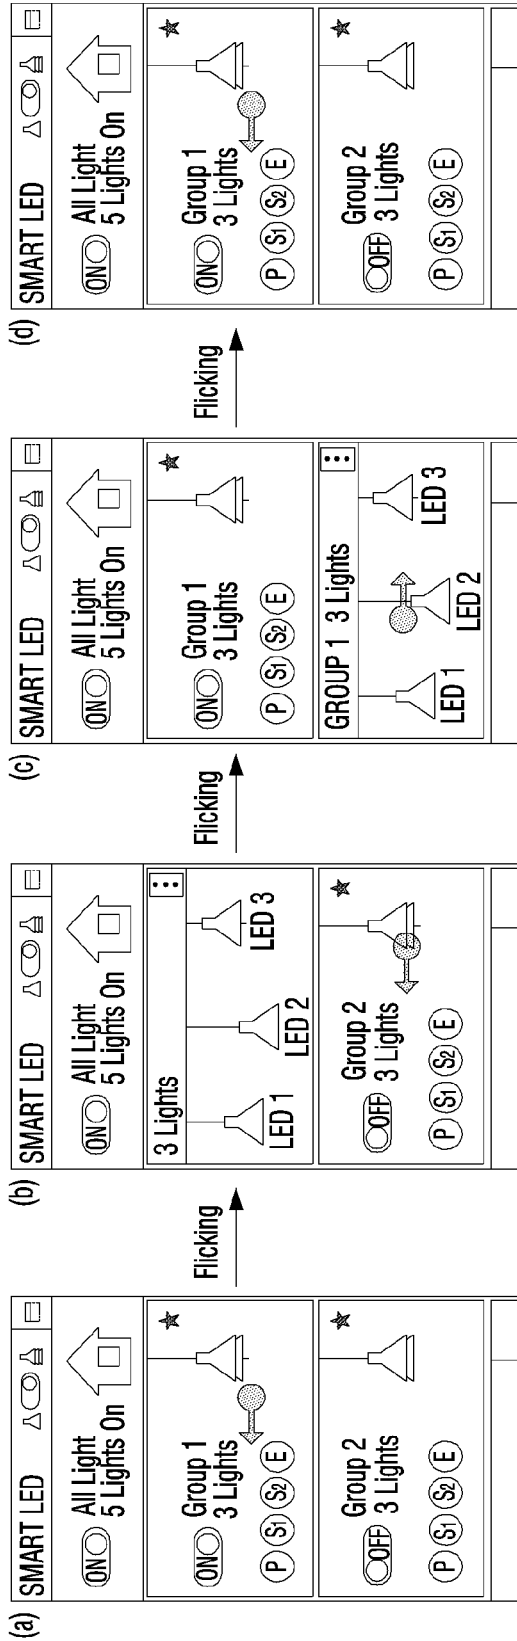 (a)
SMART LED
ON All Light
5 Lights On
ON Group 1
3 Lights
P S1 S2 E
OFF Group 2
3 Lights
P S1 S2 E
Flicking
(b)
SMART LED
ON All Light
5 Lights On
3 Lights
LED 1 LED 2 LED 3
OFF Group 2
3 Lights
P S1 S2 E
Flicking
(c)
SMART LED
ON All Light
5 Lights On
ON Group 1
3 Lights
P S1 S2 E
GROUP 1 3 Lights
LED 1 LED 2 LED 3
Flicking
(d)
SMART LED
ON All Light
5 Lights On
ON Group 1
3 Lights
P S1 S2 E
OFF Group 2
3 Lights
P S1 S2 E